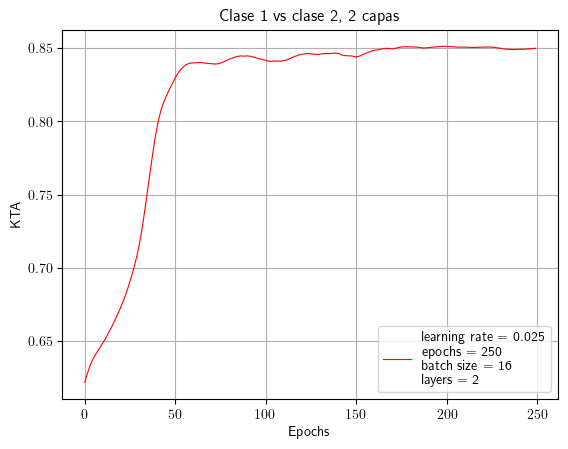 Clase 1 vs clase 2, 2 capas
KTA
0.85
0.80
0.75
0.70
0.65
0 50 100 150 200 250
Epochs
learning rate = 0.025
epochs = 250
batch size = 16
layers = 2